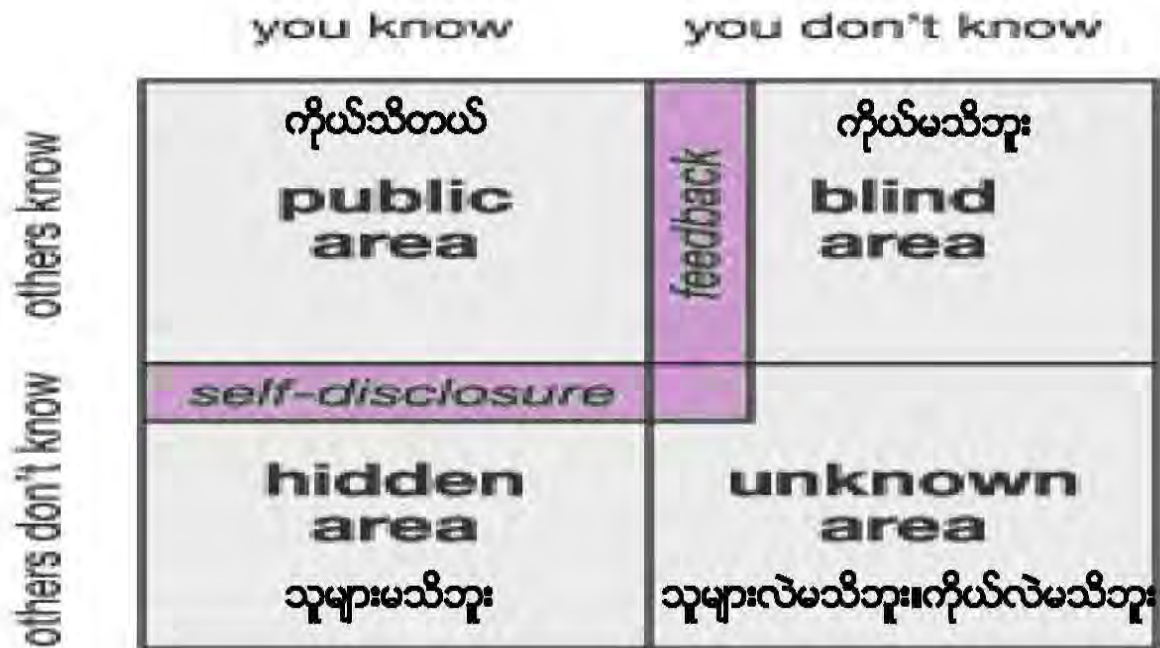 you know
you don't know
others know
ကိုယ်သိတယ်
public
area
feedback
ကိုယ်မသိဘူး
blind
area
others don't know
self-disclosure
hidden
area
သူများမသိဘူး
unknown
area
သူများလဲမသိဘူး။ကိုယ်လဲမသိဘူး